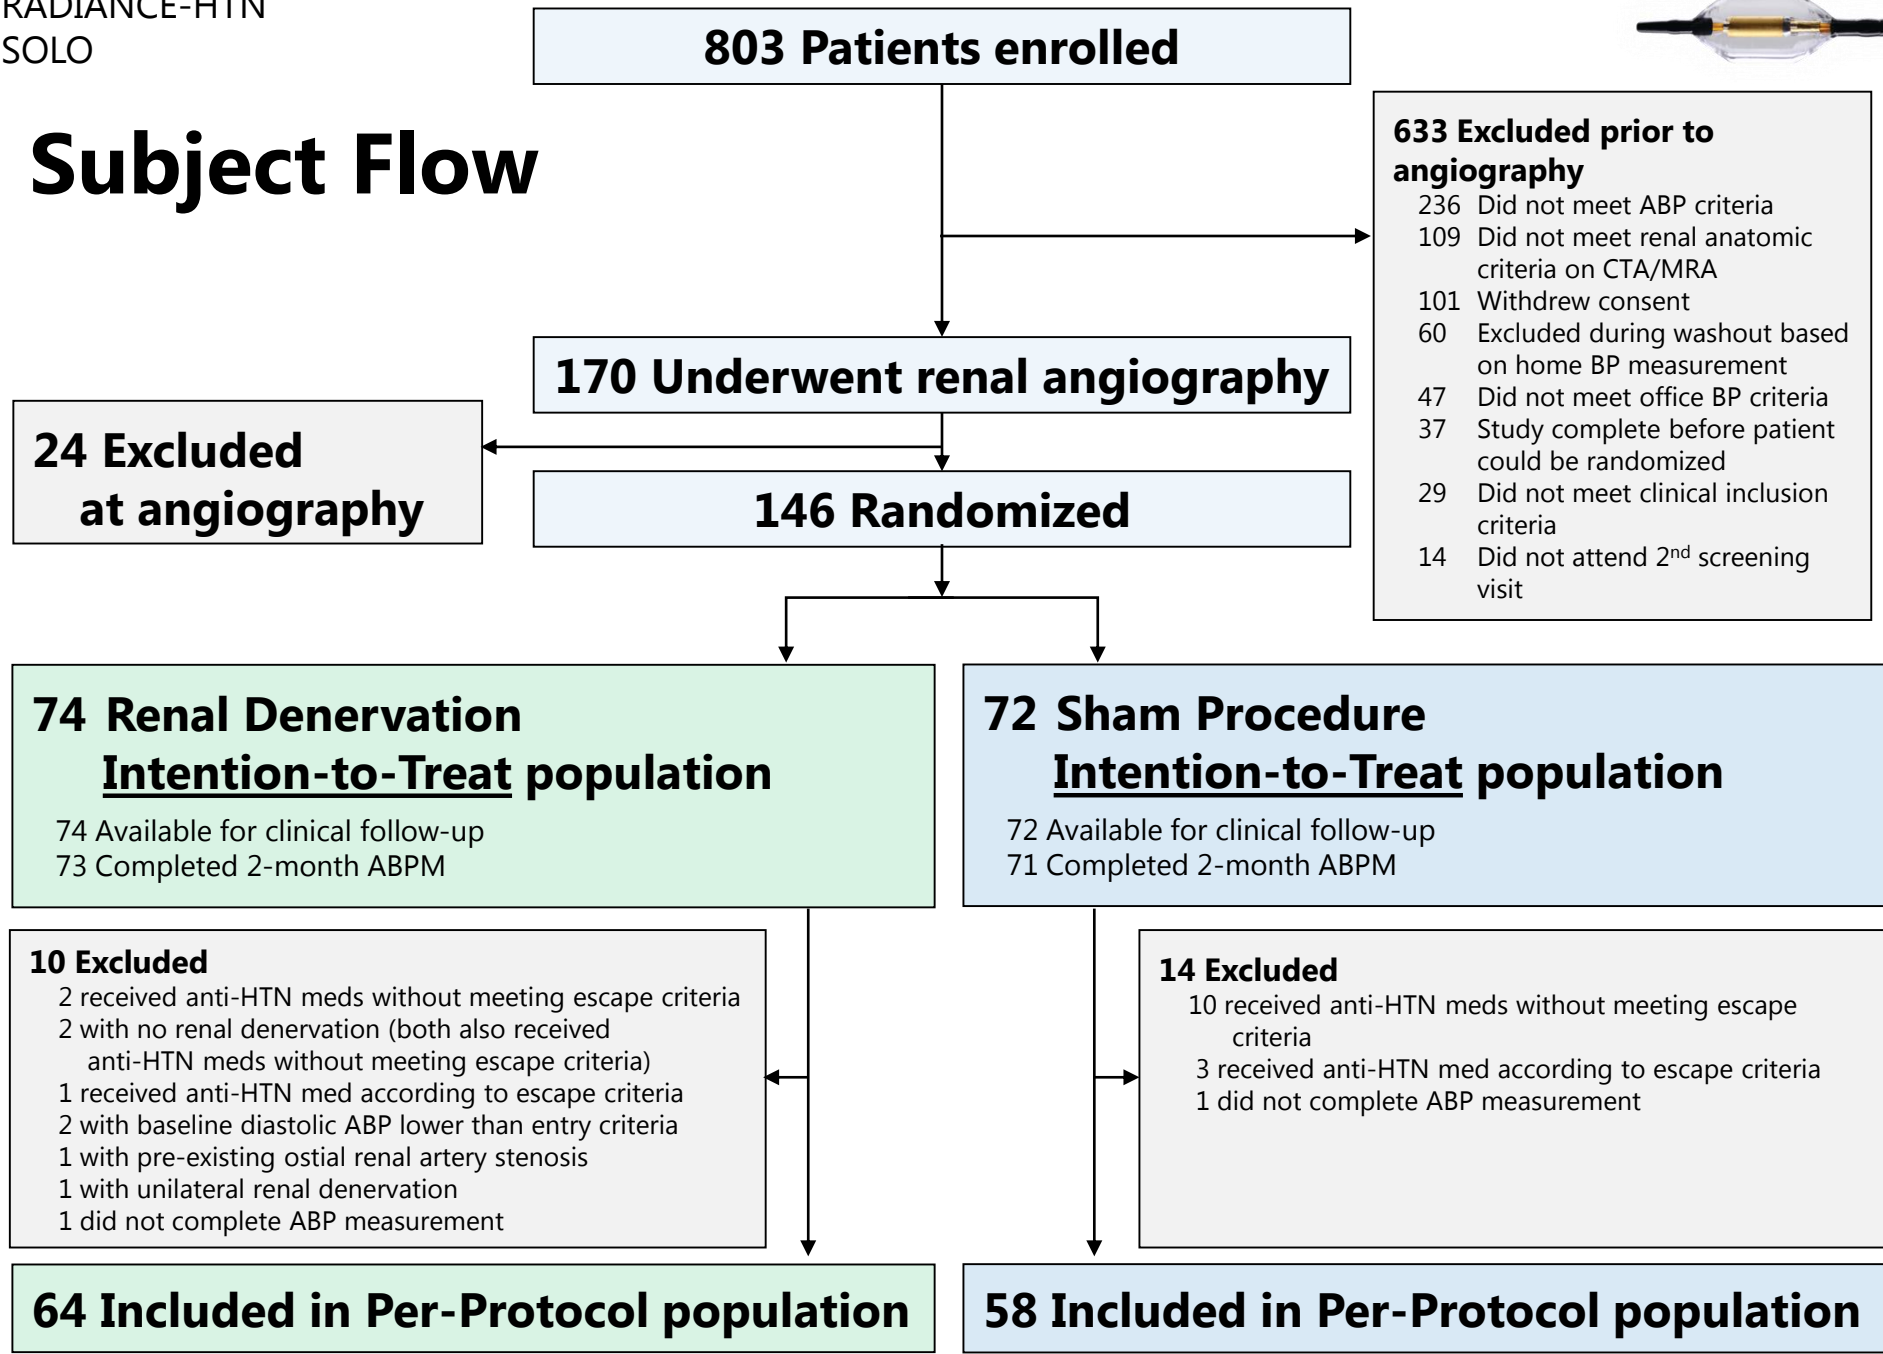 RADIANCE-HTN
SOLO
Subject Flow
803 Patients enrolled
633 Excluded prior to
angiography
236 Did not meet ABP criteria
109 Did not meet renal anatomic
criteria on CTA/MRA
101 Withdrew consent
60 Excluded during washout based
on home BP measurement
47 Did not meet office BP criteria
37 Study complete before patient
could be randomized
29 Did not meet clinical inclusion
criteria
14 Did not attend 2nd screening
visit
170 Underwent renal angiography
24 Excluded
at angiography
146 Randomized
74 Renal Denervation
Intention-to-Treat population
74 Available for clinical follow-up
73 Completed 2-month ABPM
72 Sham Procedure
Intention-to-Treat population
72 Available for clinical follow-up
71 Completed 2-month ABPM
10 Excluded
2 received anti-HTN meds without meeting escape criteria
2 with no renal denervation (both also received
anti-HTN meds without meeting escape criteria)
1 received anti-HTN med according to escape criteria
2 with baseline diastolic ABP lower than entry criteria
1 with pre-existing ostial renal artery stenosis
1 with unilateral renal denervation
1 did not complete ABP measurement
14 Excluded
10 received anti-HTN meds without meeting escape
criteria
3 received anti-HTN med according to escape criteria
1 did not complete ABP measurement
64 Included in Per-Protocol population
58 Included in Per-Protocol population